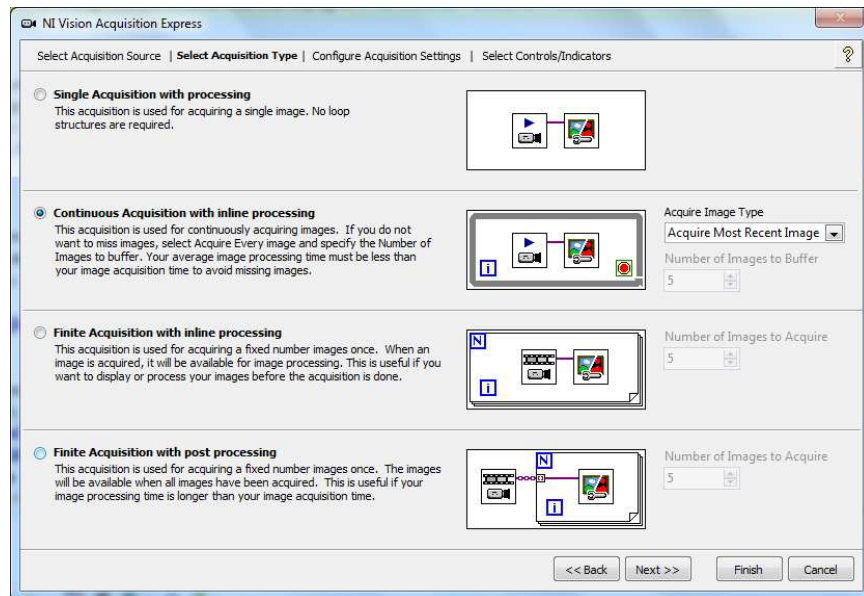 NI Vision Acquisition Express
Select Acquisition Source | Select Acquisition Type | Configure Acquisition Settings | Select Controls/Indicators
?
Single Acquisition with processing
This acquisition is used for acquiring a single image. No loop
structures are required.
Continuous Acquisition with inline processing
This acquisition is used for continuously acquiring images. If you do not
want to miss images, select Acquire Every image and specify the Number of
Images to buffer. Your average image processing time must be less than
your image acquisition time to avoid missing images.
i
Acquire Image Type
Acquire Most Recent Image
Number of Images to Buffer
5
Finite Acquisition with inline processing
This acquisition is used for acquiring a fixed number images once. When an
image is acquired, it will be available for image processing. This is useful if you
want to display or process your images before the acquisition is done.
N
i
Number of Images to Acquire
5
Finite Acquisition with post processing
This acquisition is used for acquiring a fixed number images once. The images
will be available when all images have been acquired. This is useful if your
image processing time is longer than your image acquisition time.
N
i
Number of Images to Acquire
5
<< Back
Next >>
Finish
Cancel